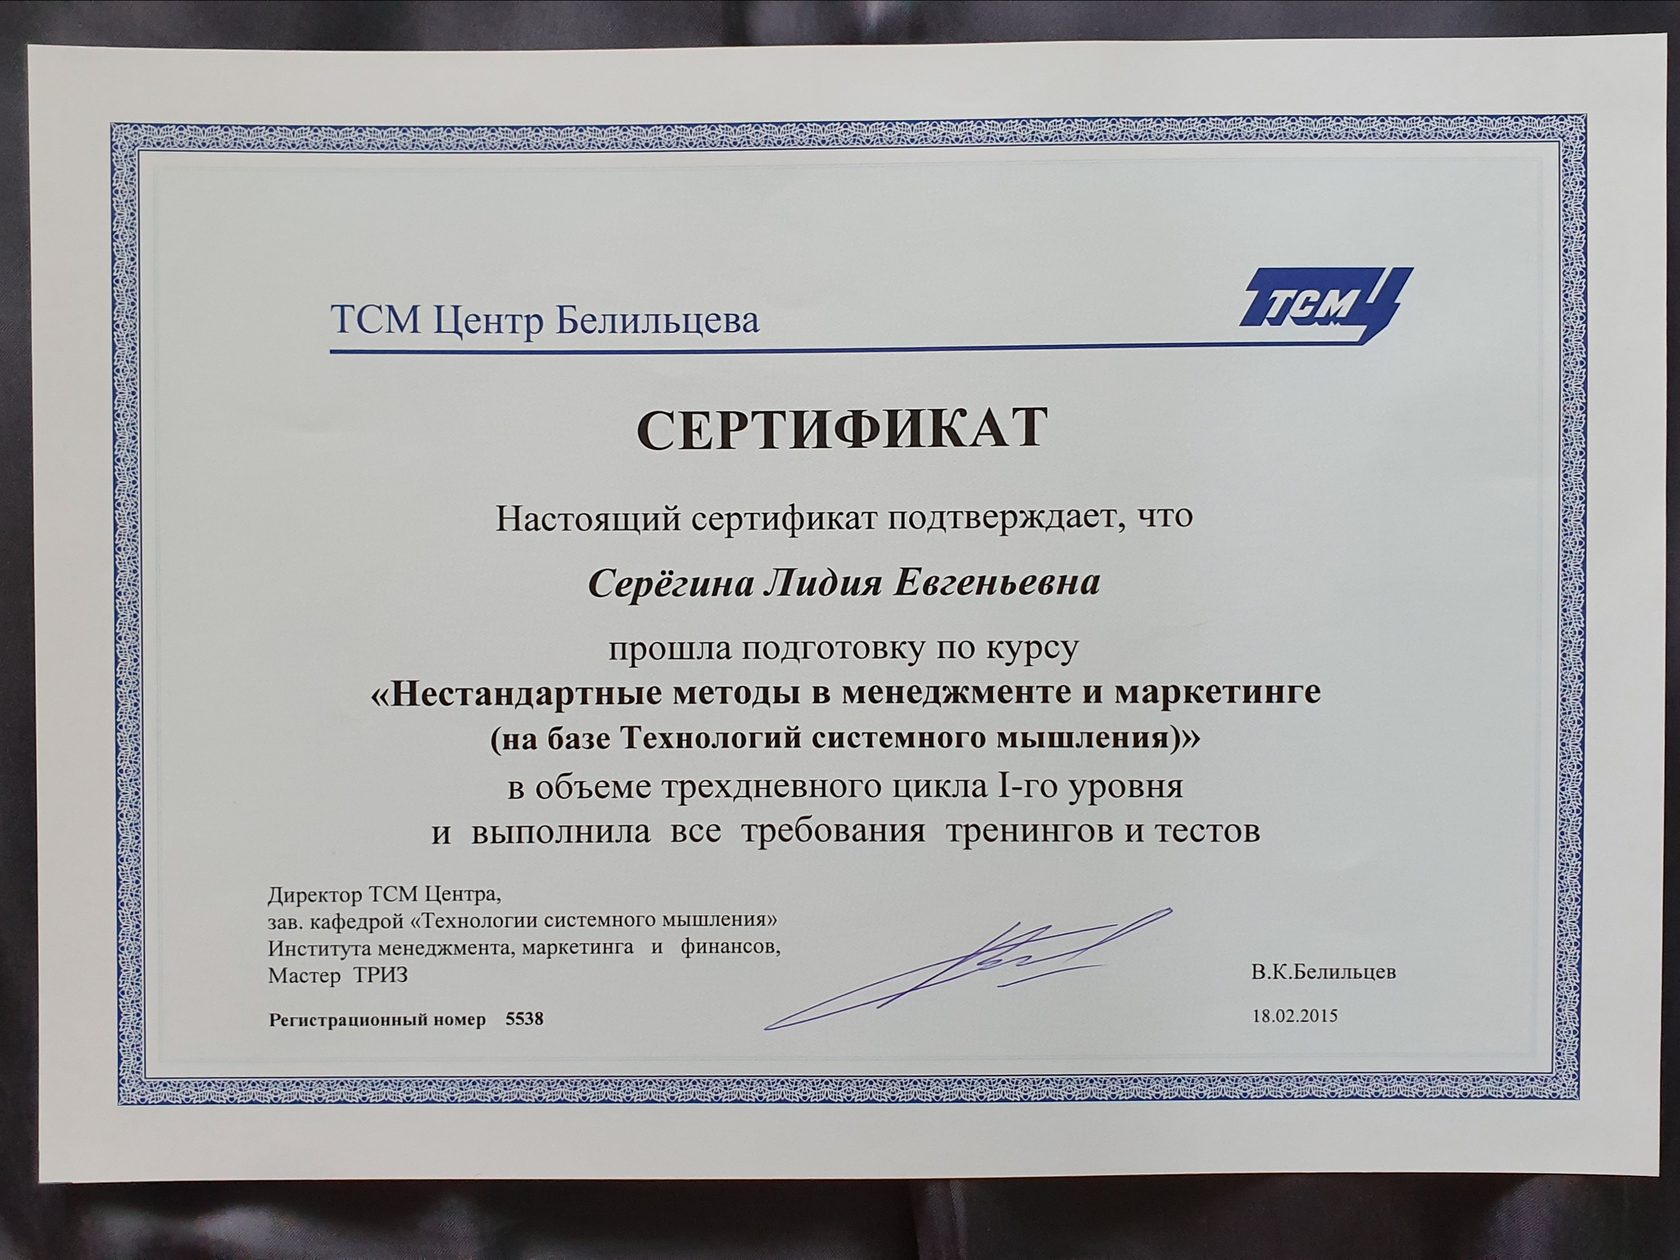 ТСМ Центр Белильцева
ТСМЦ
СЕРТИФИКАТ
Настоящий сертификат подтверждает, что
Серёгина Лидия Евгеньевна
прошла подготовку по курсу
«Нестандартные методы в менеджменте и маркетинге
(на базе Технологий системного мышления)»
в объеме трехдневного цикла I-го уровня
и выполнила все требования тренингов и тестов
Директор ТСМ Центра,
зав. кафедрой «Технологии системного мышления»
Института менеджмента, маркетинга и финансов,
Мастер ТРИЗ
В.К.Белильцев
Регистрационный номер 5538
18.02.2015